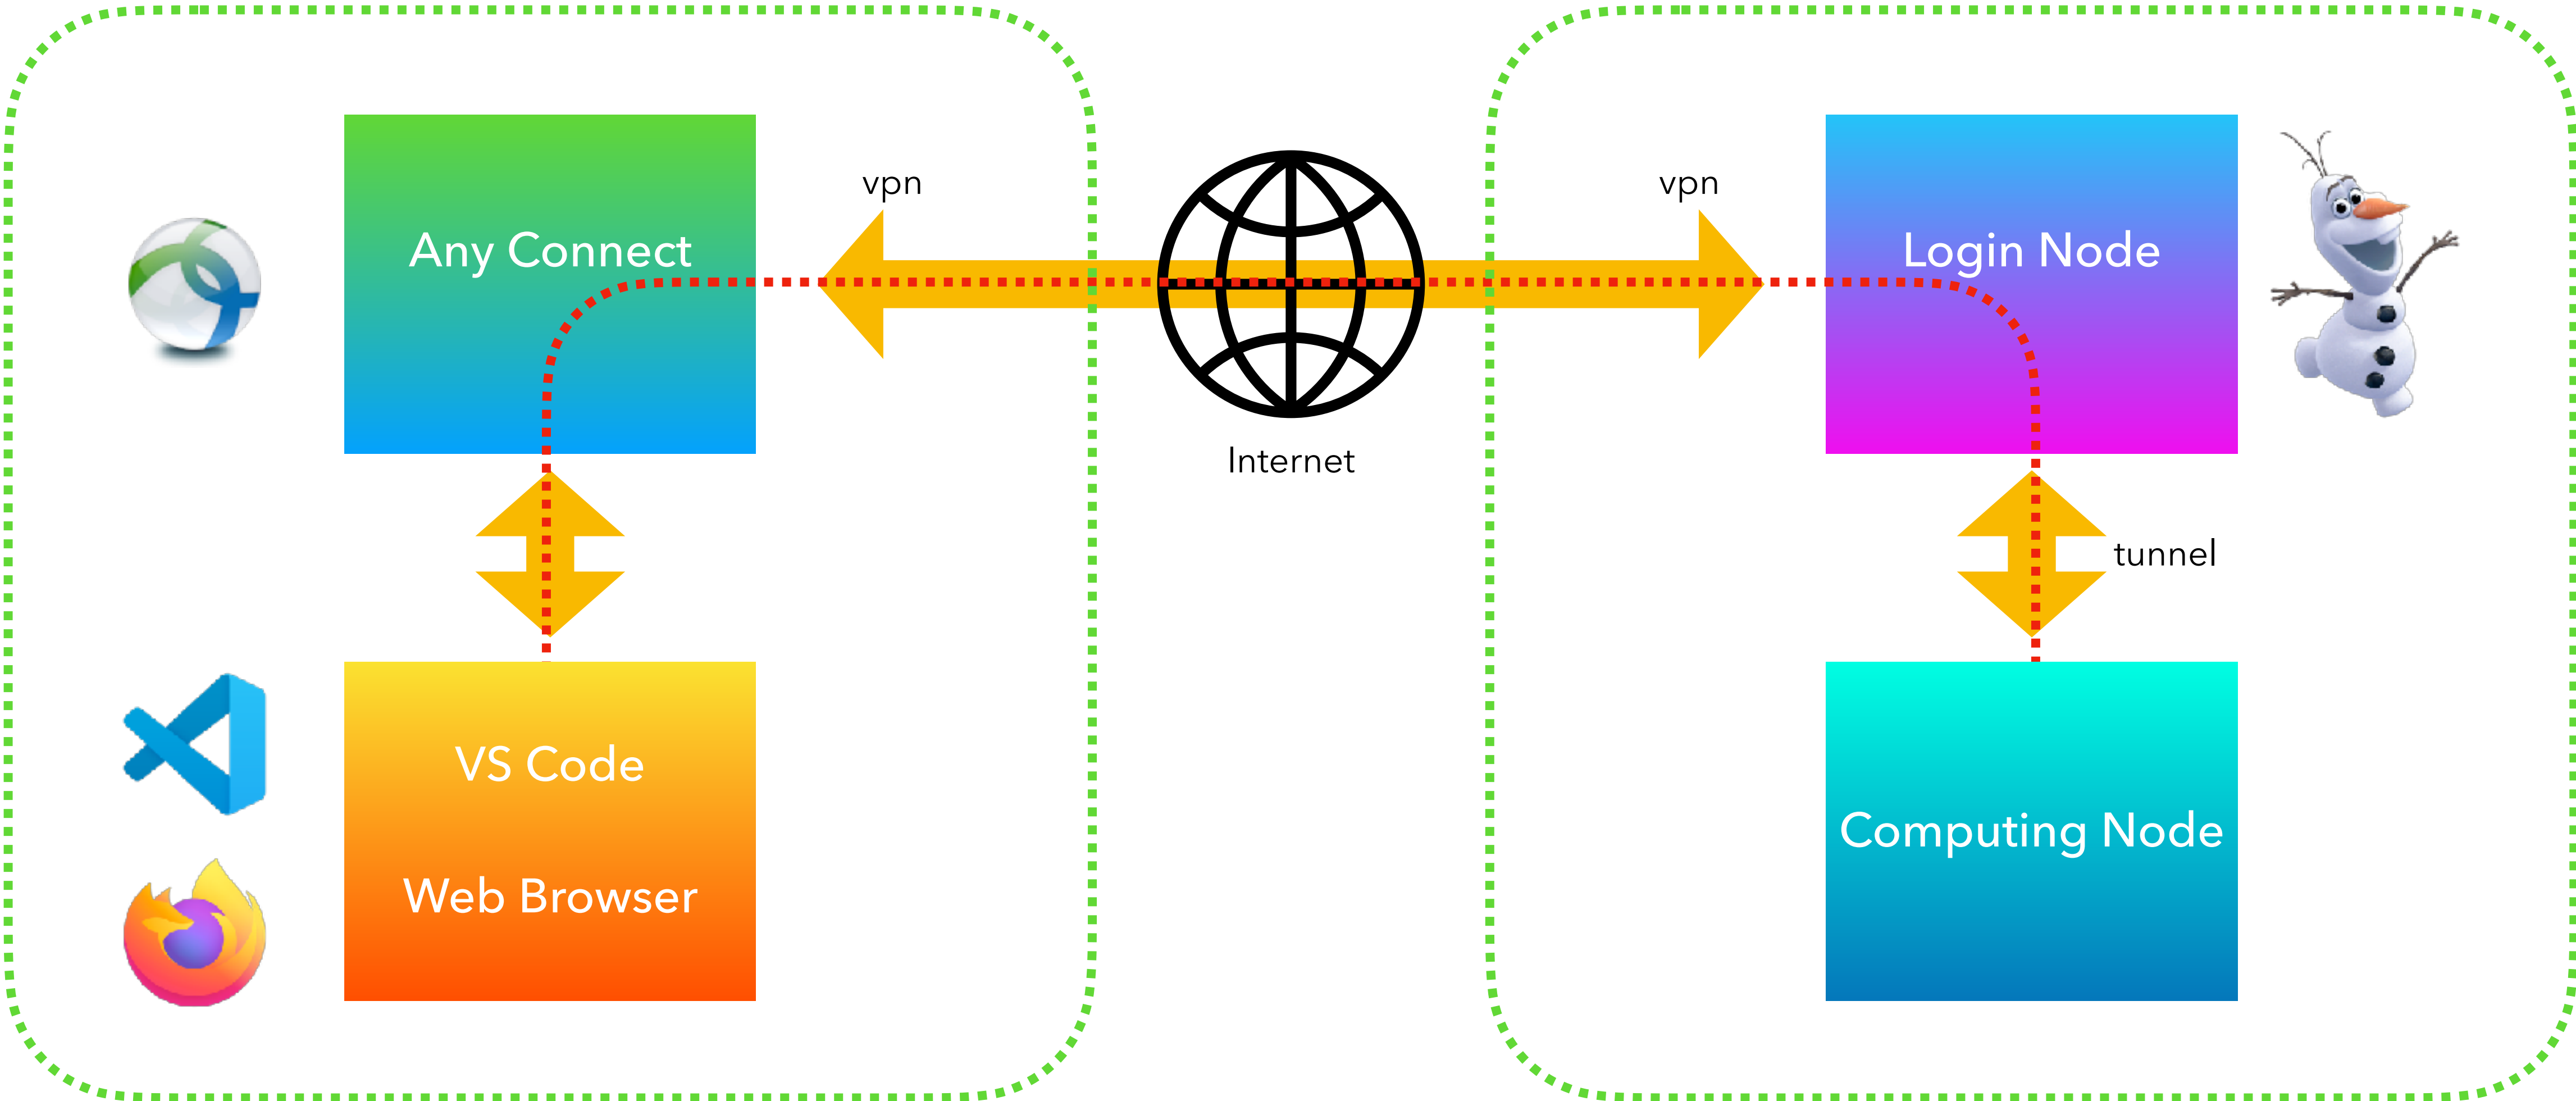 vpn
vpn
Any Connect
Login Node
Internet
tunnel
VS Code
Web Browser
Computing Node